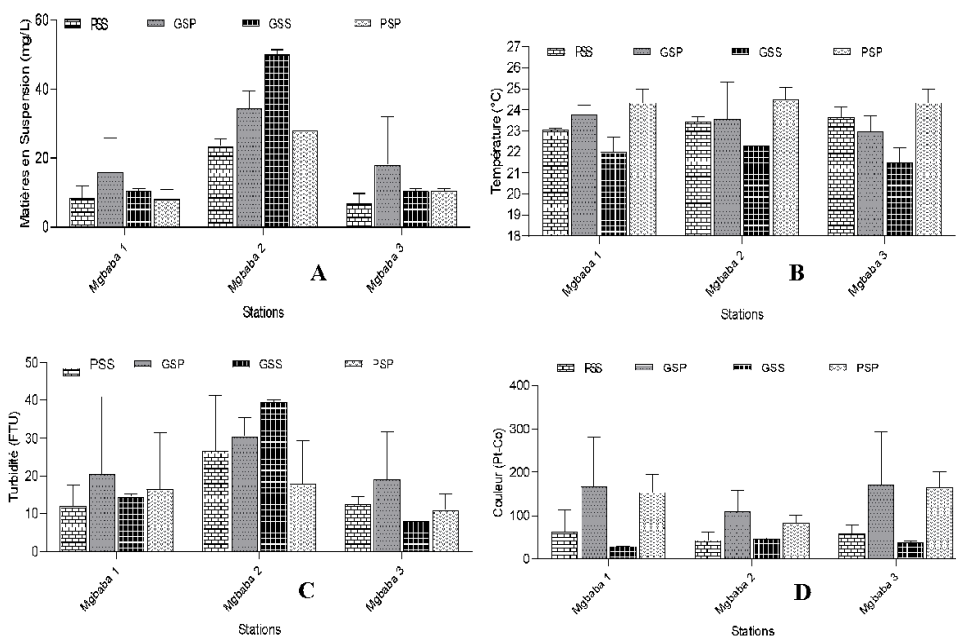 PSS GSP GSS PSP
Matières en Suspension (mg/L)
60
40
20
0
Mgbaba 1
Mgbaba 2
Mgbaba 3
A
Stations
PSS GSP GSS PSP
Température (°C)
27
26
25
24
23
22
21
20
19
18
Mgbaba 1
Mgbaba 2
Mgbaba 3
B
Stations
PSS GSP GSS PSP
Turbidité (FTU)
50
40
30
20
10
0
Mgbaba 1
Mgbaba 2
Mgbaba 3
C
Stations
PSS GSP GSS PSP
Couleur (Pt-Co)
400
300
200
100
0
Mgbaba 1
Mgbaba 2
Mgbaba 3
D
Stations